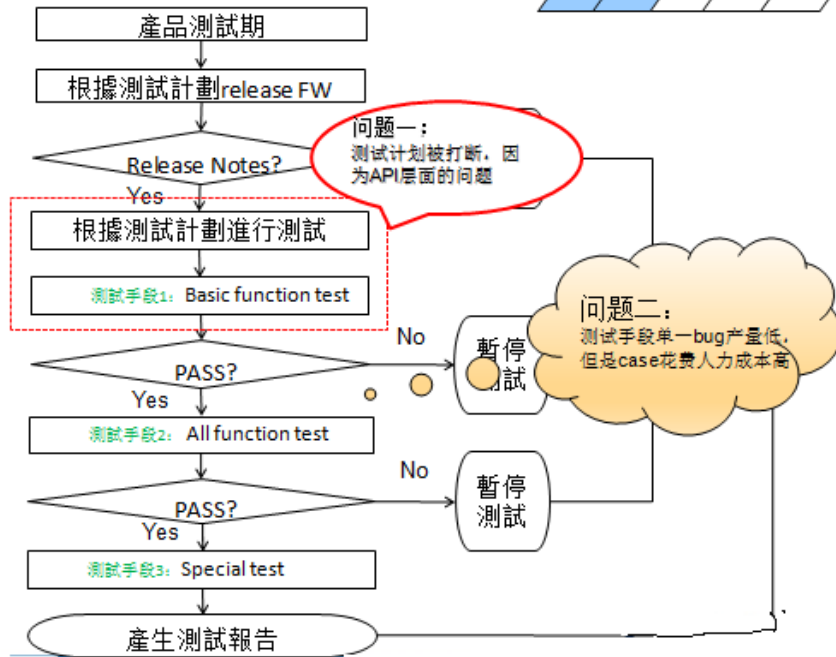 產品測試期
根據測試計劃release FW
问题一：
测试计划被打断，因
为API层面的问题
Release Notes?
Yes
根據測試計劃進行測試
測試手段1：Basic function test
问题二：
测试手段单一bug产量低，
但是case花费人力成本高
No
暫停
測試
PASS?
Yes
測試手段2：All function test
No
暫停
測試
PASS?
Yes
測試手段3：Special test
產生測試報告